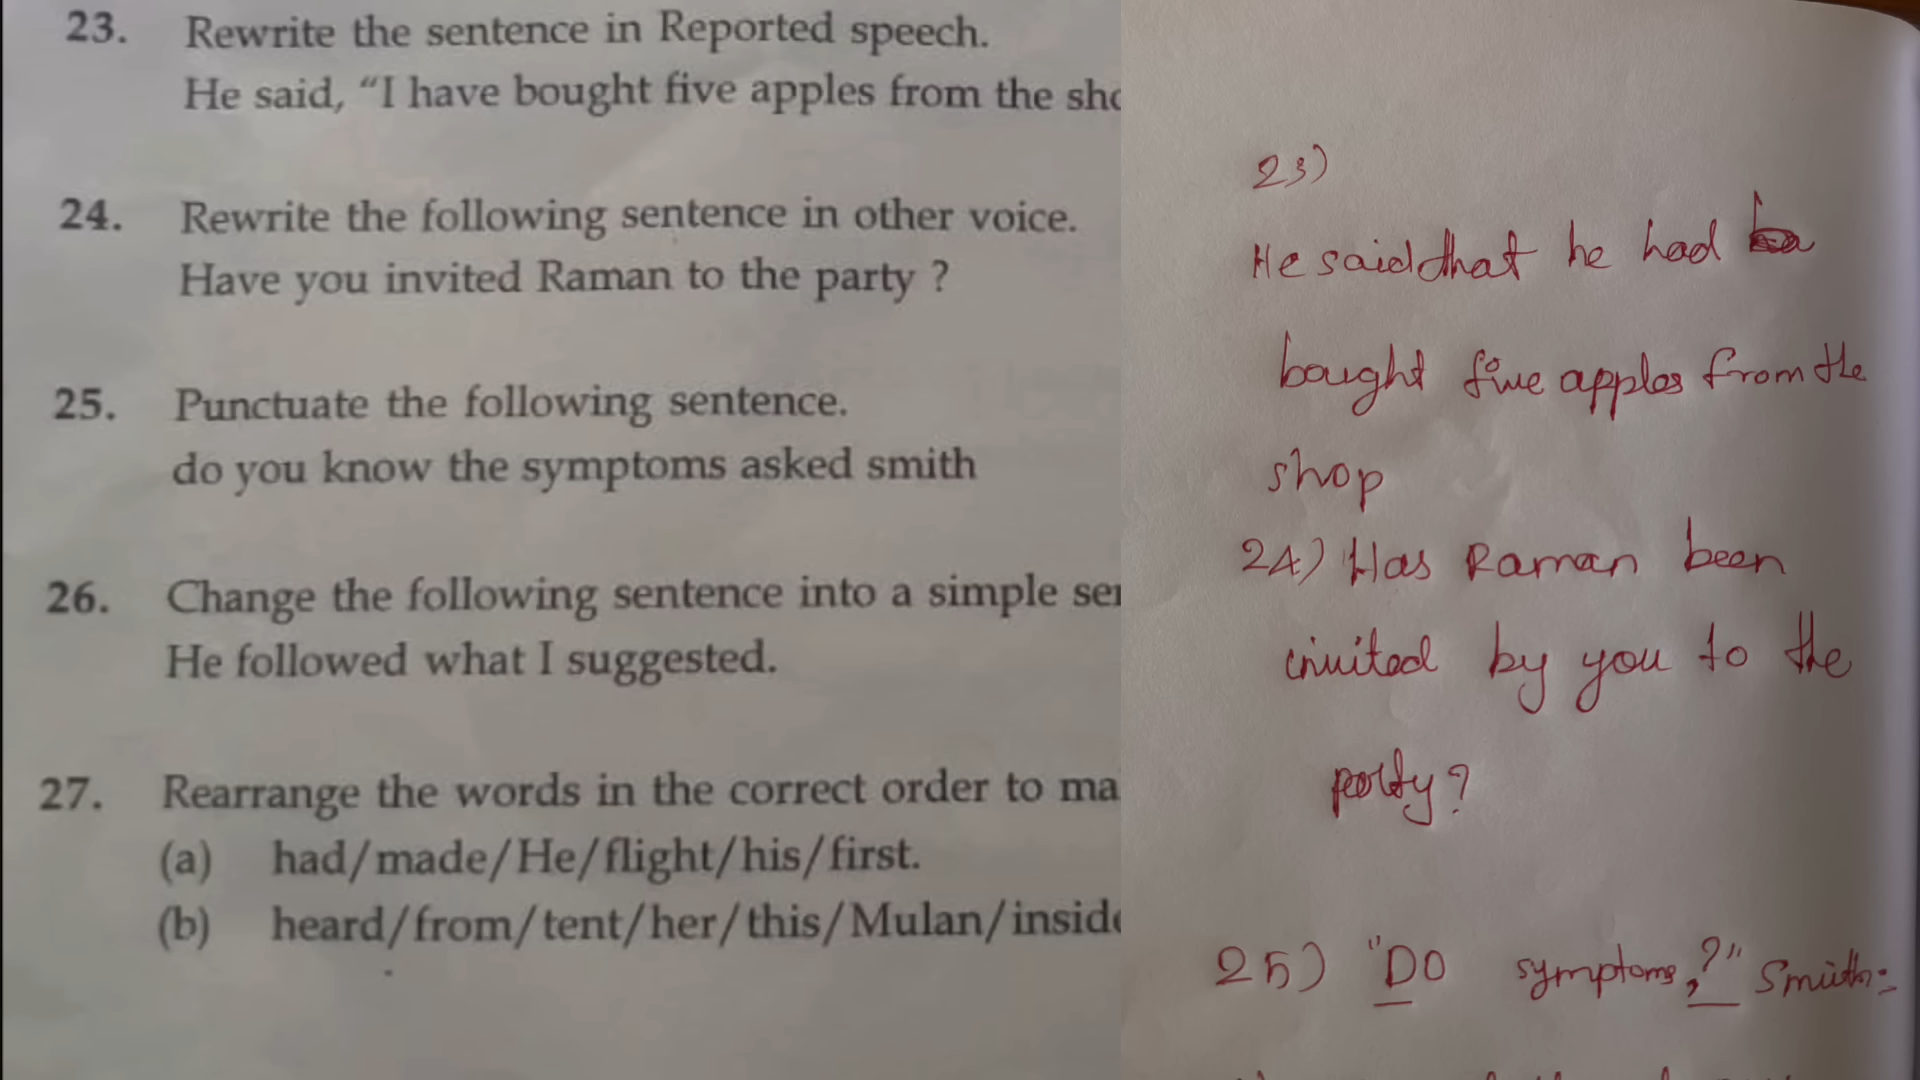 23. Rewrite the sentence in Reported speech.
He said, “I have bought five apples from the
24. Rewrite the following sentence in other voice.
Have you invited Raman to the party ?
25. Punctuate the following sentence.
do you know the symptoms asked smith
26. Change the following sentence into a simple
He followed what I suggested.
27. Rearrange the words in the correct order to
(a) had/made/He/flight/his/first.
(b) heard/from/tent/her/this/Mulan/inside
23)
He said that he had
bought five apples from the
shop
24) Has Raman been
invited by you to the
party?
25) "Do symptoms,?" Smith.